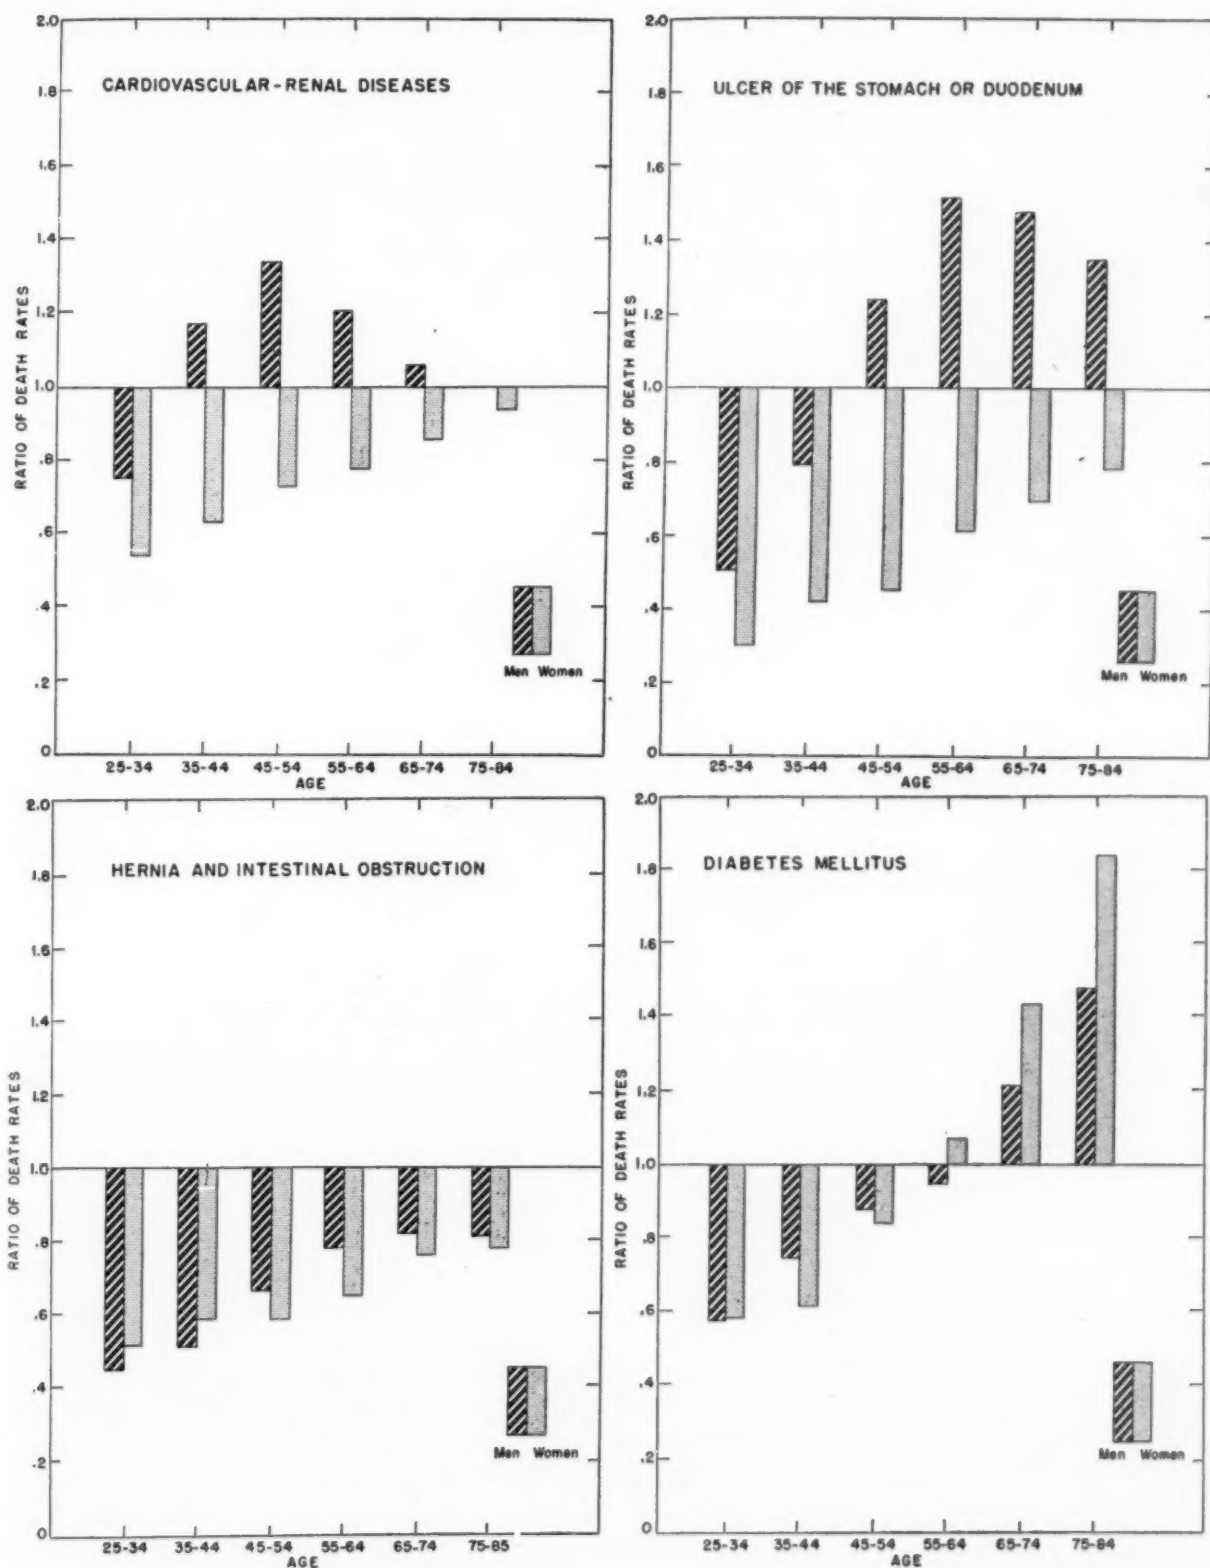 2.0
CARDIOVASCULAR-RENAL DISEASES
1.8
1.6
1.4
1.2
1.0
.8
.6
.4
.2
0
RATIO OF DEATH RATES
Men Women
25-34 35-44 45-54 55-64 65-74 75-84
AGE
2.0
ULCER OF THE STOMACH OR DUODENUM
1.8
1.6
1.4
1.2
1.0
.8
.6
.4
.2
0
RATIO OF DEATH RATES
Men Women
25-34 35-44 45-54 55-64 65-74 75-84
AGE
2.0
HERNIA AND INTESTINAL OBSTRUCTION
1.8
1.6
1.4
1.2
1.0
.8
.6
.4
.2
0
RATIO OF DEATH RATES
Men Women
25-34 35-44 45-54 55-64 65-74 75-85
AGE
2.0
DIABETES MELLITUS
1.8
1.6
1.4
1.2
1.0
.8
.6
.4
.2
0
RATIO OF DEATH RATES
Men Women
25-34 35-44 45-54 55-64 65-74 75-84
AGE